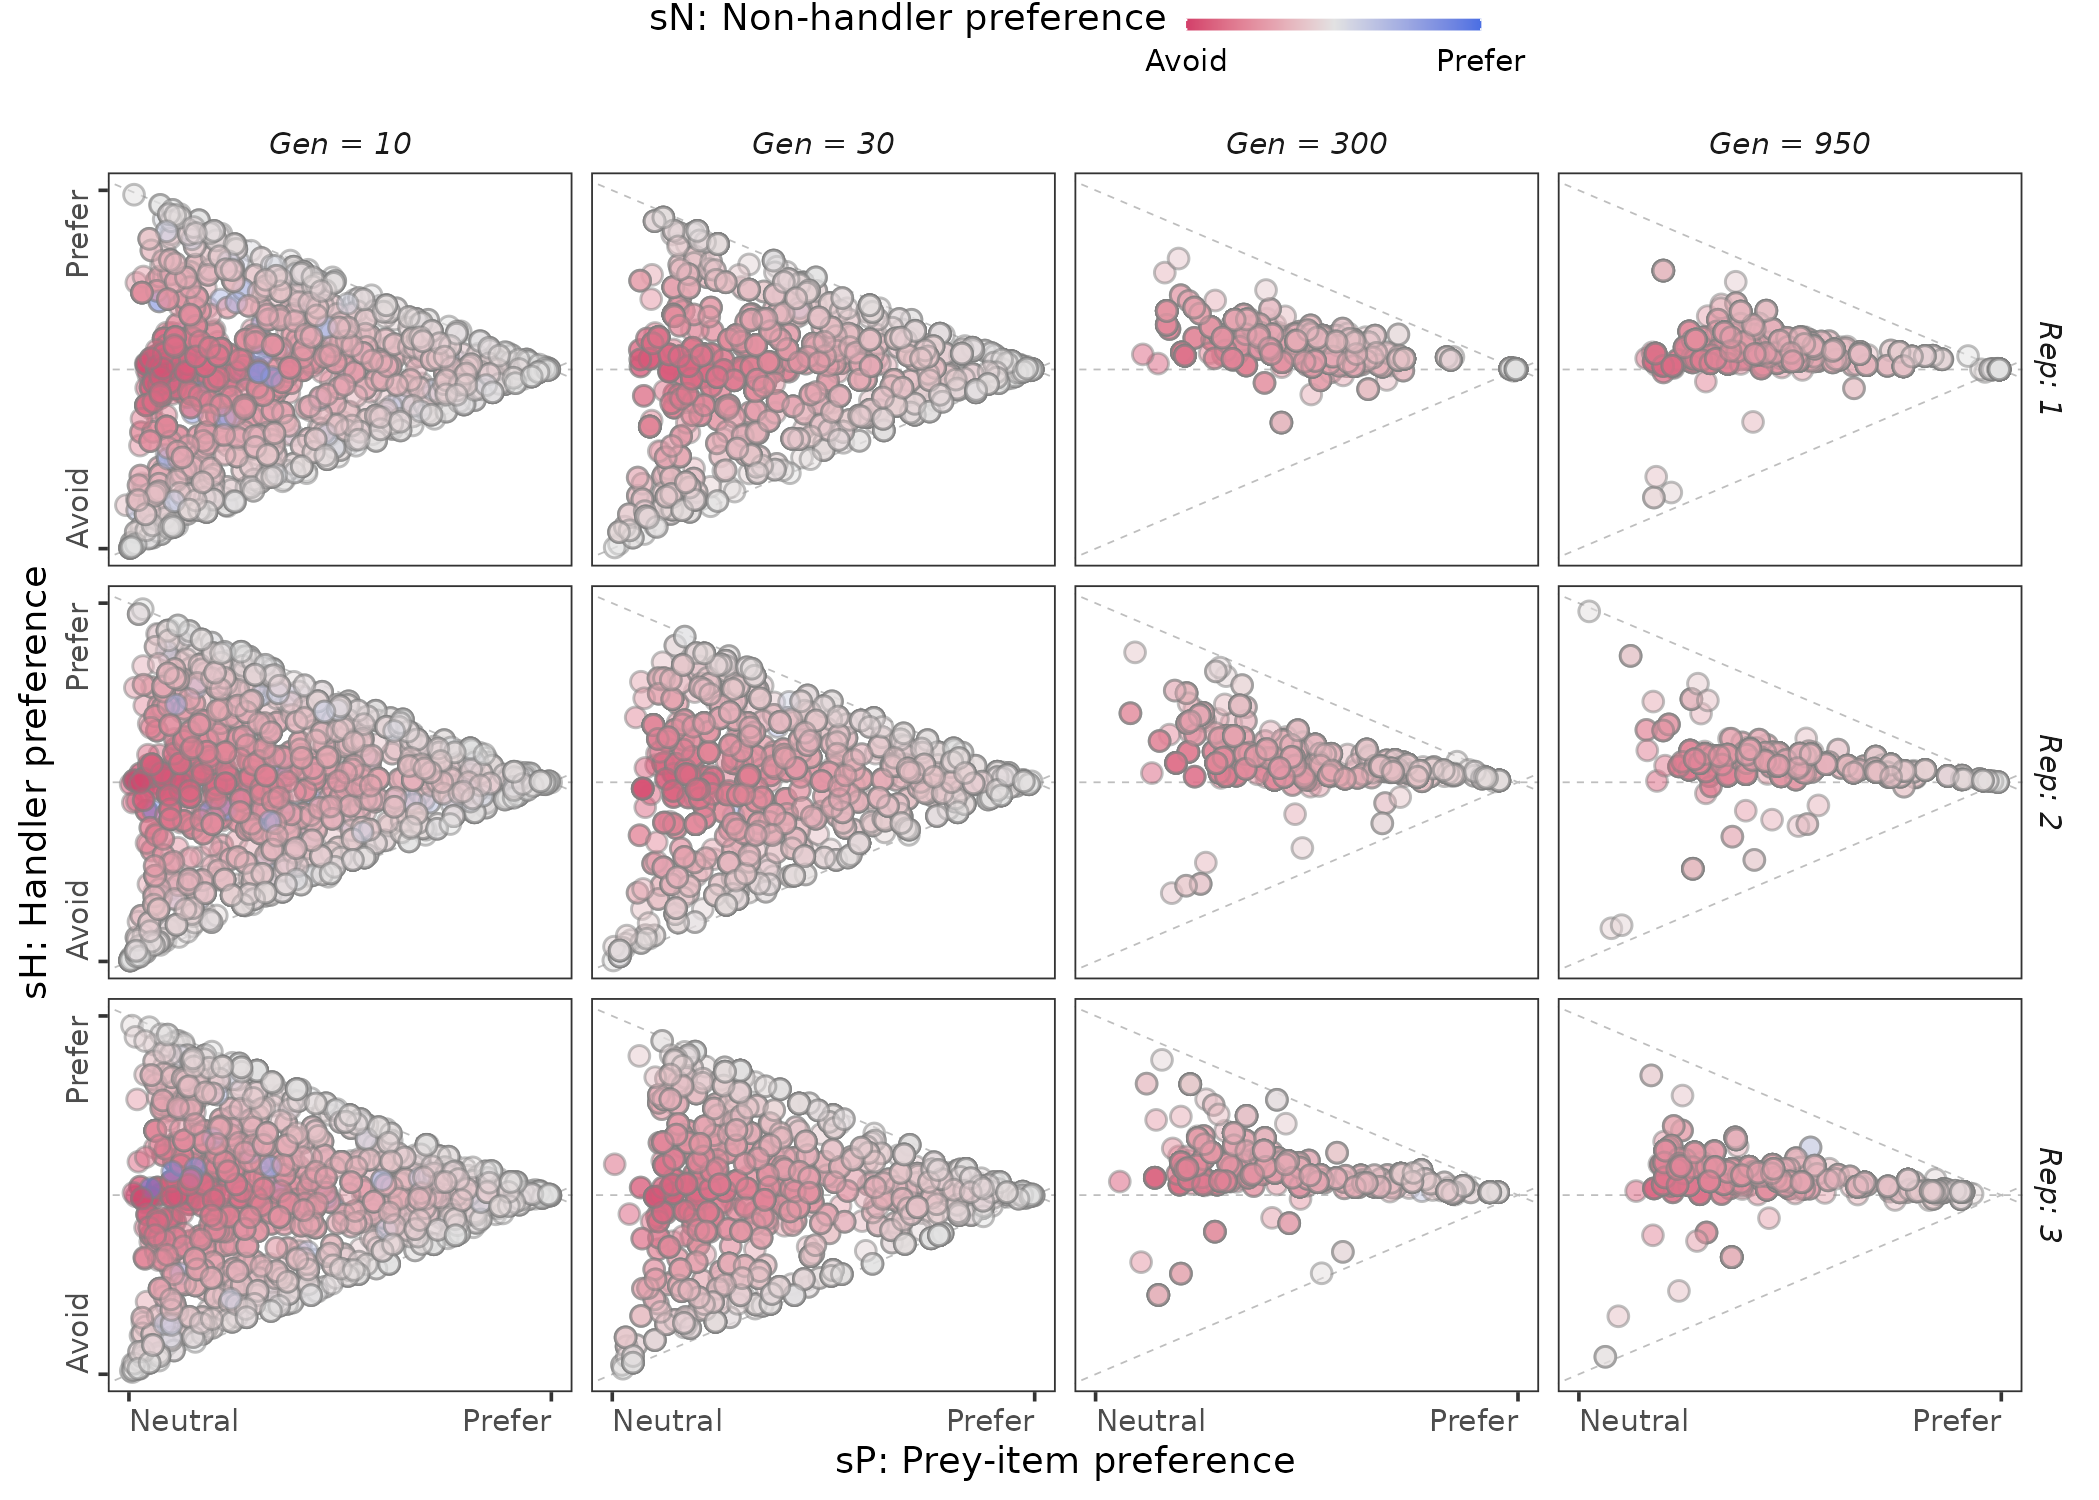 sN: Non-handler preference
Avoid
Prefer
Gen = 10
Gen = 30
Gen = 300
Gen = 950
Prefer
Avoid
Rep: 1
sH: Handler preference
Prefer
Avoid
Rep: 2
Prefer
Avoid
Rep: 3
Neutral
Prefer
Neutral
Prefer
Neutral
Prefer
Neutral
Prefer
sP: Prey-item preference